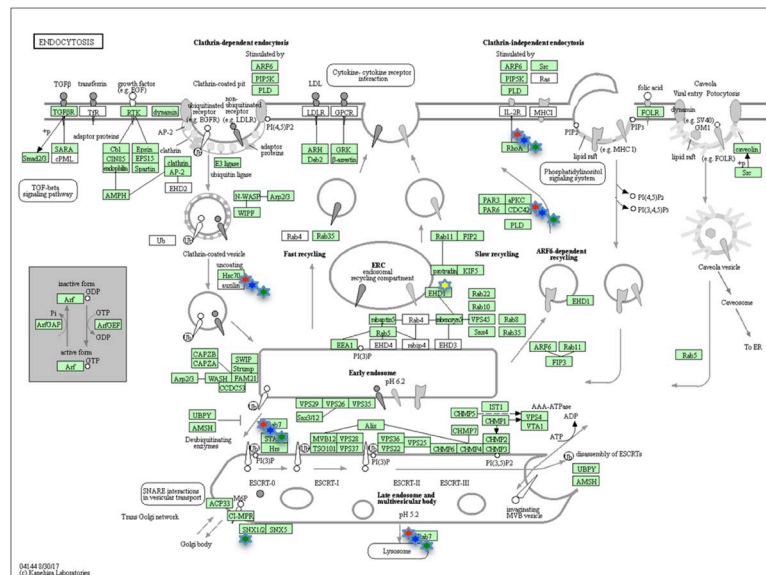 ENDOCYTOSIS
Clathrin-dependent endocytosis
Stimulated by
ARF6
PIP5K
PLD
Clathrin-independent endocytosis
Stimulated by
ARF6 Src
PIP5K Ras
PLD
Cytokine- cytokine receptor
interaction
TGFβ transferrin growth factor
(e.g. EGF)
Clathrin-coated pit
LDL
folic acid
Caveola
Viral entry Potocytosis
TGFβR TfR RTK dynamin
ubiquitinated
receptor
(e.g. EGFR)
non-
ubiquitinated
receptor
(e.g. LDLR)
PI(4,5)P2
LDLR GPCR
IL-2R MHCI
PIP2
PIP3
FOLR
dynamin
(e.g. SV40)
GM1
caveolin
+p
Src
+p
Smad2/3
SARA
cPML
adaptor proteins
AP-2
Cbl
CIN85
endophilin
Epsin
EPS15
Spartin
clathrin
clathrin
AP-2
EHD2
AMPH
adaptor
proteins
Ub
E3 ligase
ubiquitin ligase
ARH
Dab2
GRK
β-arrestin
RhoA
lipid raft
(e.g. MHC I)
lipid raft
(e.g. FOLR)
TGF-beta
signaling pathway
Phosphatidylinositol
signaling system
N-WASP Arp2/3
WIPF
PAR3 aPKC
PAR6 CDC42
PLD
PI(4,5)P2
PI(3,4,5)P3
Ub
Rab4 Rab35
Rab11 FIP2
Clathrin-coated vesicle
Fast recycling
ERC
endosomal
recycling compartment
Slow recycling
ARF6-dependent
recycling
Caveola vesicle
uncoating
Hsc70
auxilin
KIF5
EHD1
Rab22
Rab10
Rab8
Rab35
VPS45
Snx4
EHD1
Caveosome
To ER
inactive form
GDP
Arf
Pi
GTP
ArfGAP
ArfGEF
GDP
active form
Arf
GTP
rabaptin5 Rab4
Rab5
EEA1 EHD4 EHD3
PI(3)P
ARF6 Rab11
FIP3
Rab5
CAPZB
CAPZA
SWIP
Strump
Arp2/3 WASH FAM21
CCDC53
Early endosome
pH 6.2
VPS29 VPS26 VPS35
Snx3/12
UBPY
AMSH
Deubiquitinating
enzymes
Hrs
PI(3)P
Alix
MVB12 VPS28
TSG101 VPS37
VPS36
VPS22
VPS25
PI(3)P
CHMP7
IST1
CHMP5
CHMP1
CHMP2
CHMP6 CHMP4 CHMP3
PI(3,5)P2
AAA-ATPase
VPS4
VTA1
ADP
ATP
disassembly of ESCRTs
UBPY
AMSH
ESCRT-0 ESCRT-I ESCRT-II ESCRT-III
SNARE interactions
in vesicular transport
M6P
ACP33
CI-MPR
Trans Golgi network
SNX1/2 SNX5
Golgi body
Late endosome and
multivesicular body
pH 5.2
invaginating
MVB vesicle
Lysosome
04144 8/30/17
(c) Kanehisa Laboratories